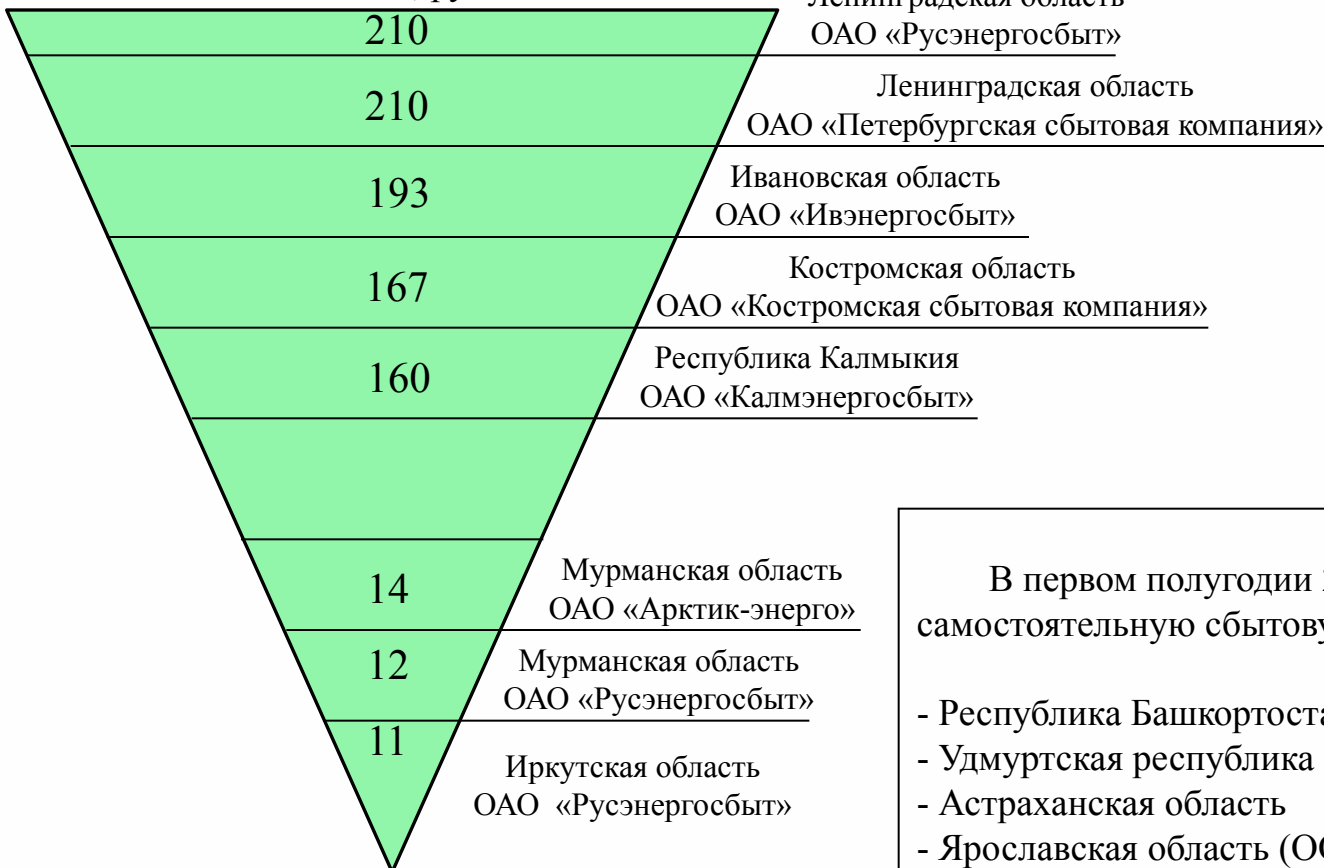 210
Ленинградская область
ОАО «Русэнергосбыт»
210
Ленинградская область
ОАО «Петербургская сбытовая компания»
193
Ивановская область
ОАО «Ивэнергосбыт»
167
Костромская область
ОАО «Костромская сбытовая компания»
160
Республика Калмыкия
ОАО «Калмэнергосбыт»
14
Мурманская область
ОАО «Арктик-энерго»
12
Мурманская область
ОАО «Русэнергосбыт»
11
Иркутская область
ОАО «Русэнергосбыт»
В первом полугодии
самостоятельную
- Республика
- Удмуртская республика
- Астраханская область
- Ярославская область